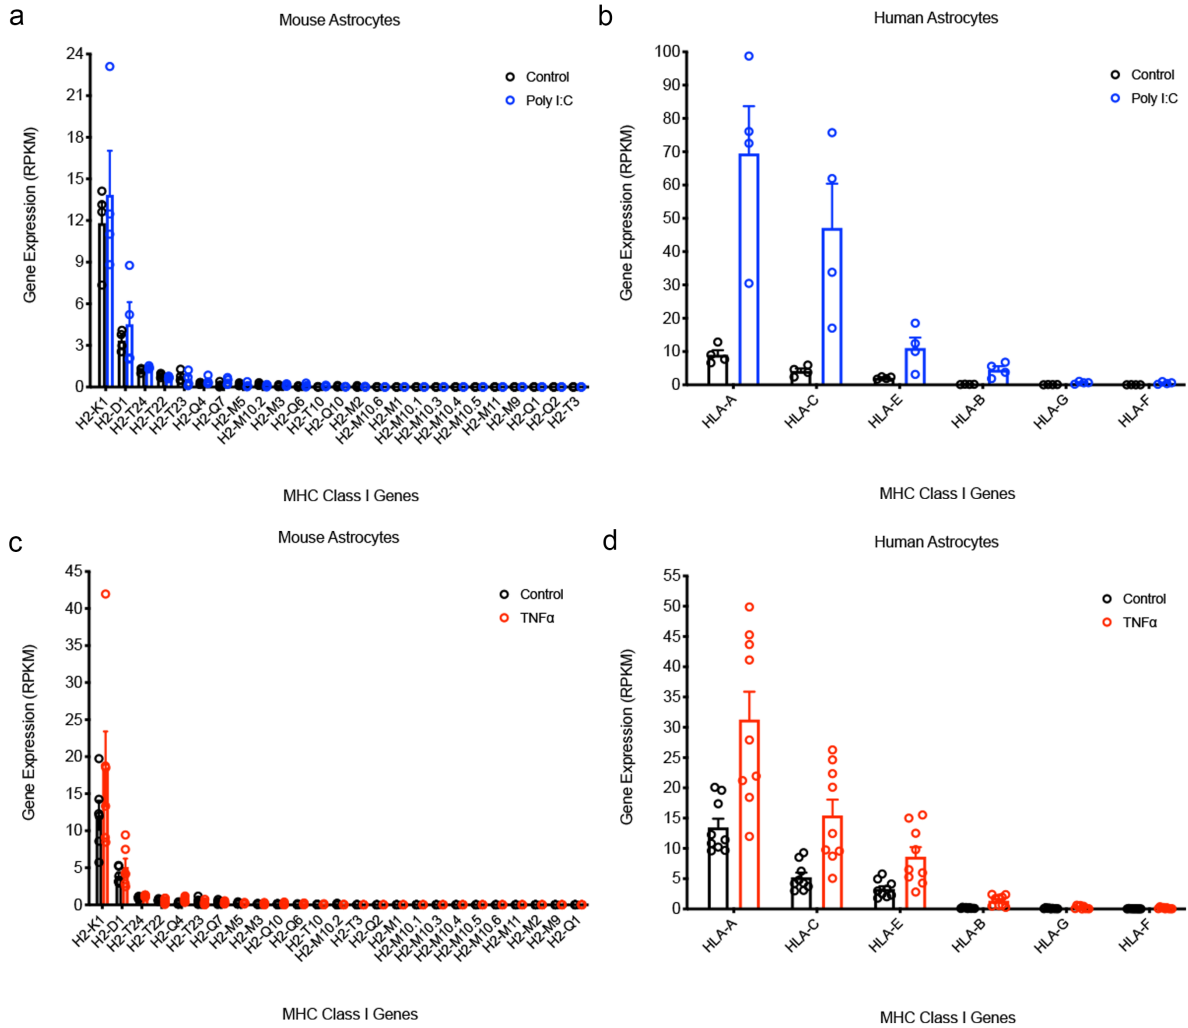 a
Mouse Astrocytes
24
21
18
15
12
9
6
3
0
Gene Expression (RPKM)
Control
Poly I:C
H2-K1
H2-D1
H2-T24
H2-T22
H2-T23
H2-Q4
H2-Q7
H2-M5
H2-M10.2
H2-M3
H2-Q6
H2-T10
H2-Q10
H2-M2
H2-M10.6
H2-M1
H2-M10.1
H2-M10.3
H2-M10.4
H2-M10.5
H2-M11
H2-M9
H2-Q1
H2-Q2
H2-T3
MHC Class I Genes
b
Human Astrocytes
100
90
80
70
60
50
40
30
20
10
0
Gene Expression (RPKM)
Control
Poly I:C
HLA-A
HLA-C
HLA-E
HLA-B
HLA-G
HLA-F
MHC Class I Genes
c
Mouse Astrocytes
45
40
35
30
25
20
15
10
5
0
Gene Expression (RPKM)
Control
TNFα
H2-K1
H2-D1
H2-T24
H2-T22
H2-Q4
H2-T23
H2-Q7
H2-M5
H2-M3
H2-Q10
H2-Q6
H2-T10
H2-M10.2
H2-T3
H2-Q2
H2-M1
H2-M10.1
H2-M10.3
H2-M10.4
H2-M10.5
H2-M10.6
H2-M11
H2-M2
H2-M9
H2-Q1
MHC Class I Genes
d
Human Astrocytes
55
50
45
40
35
30
25
20
15
10
5
0
Gene Expression (RPKM)
Control
TNFα
HLA-A
HLA-C
HLA-E
HLA-B
HLA-G
HLA-F
MHC Class I Genes